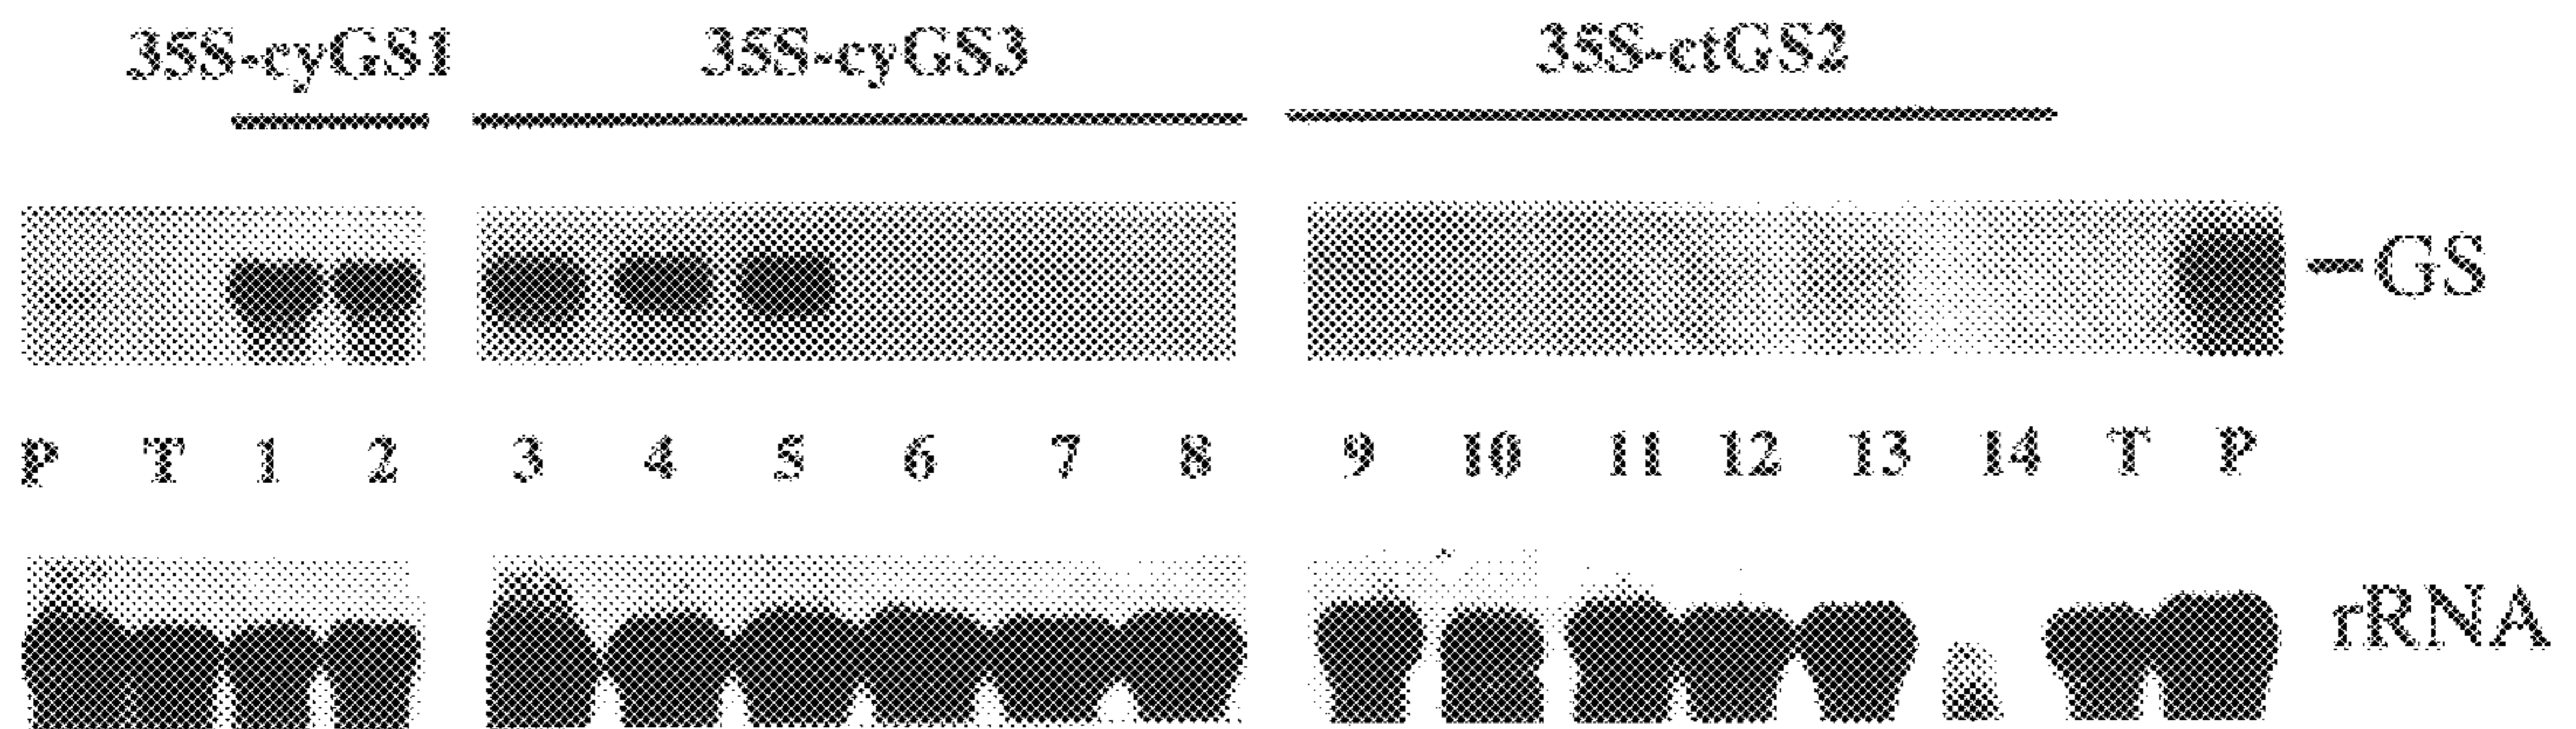 35S-cyGS1 35S-cyGS3 35S-ctGS2
GS
P T 1 2 3 4 5 6 7 8 9 10 11 12 13 14 T P
rRNA